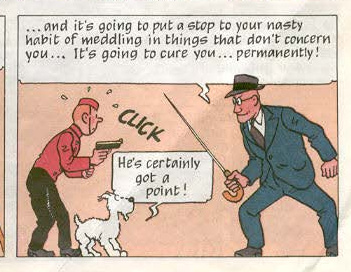 ...and it's going to put a stop to your nasty
habit of meddling in things that don't concern
you... It's going to cure you... permanently!
CLICK
He's certainly
got a
point!